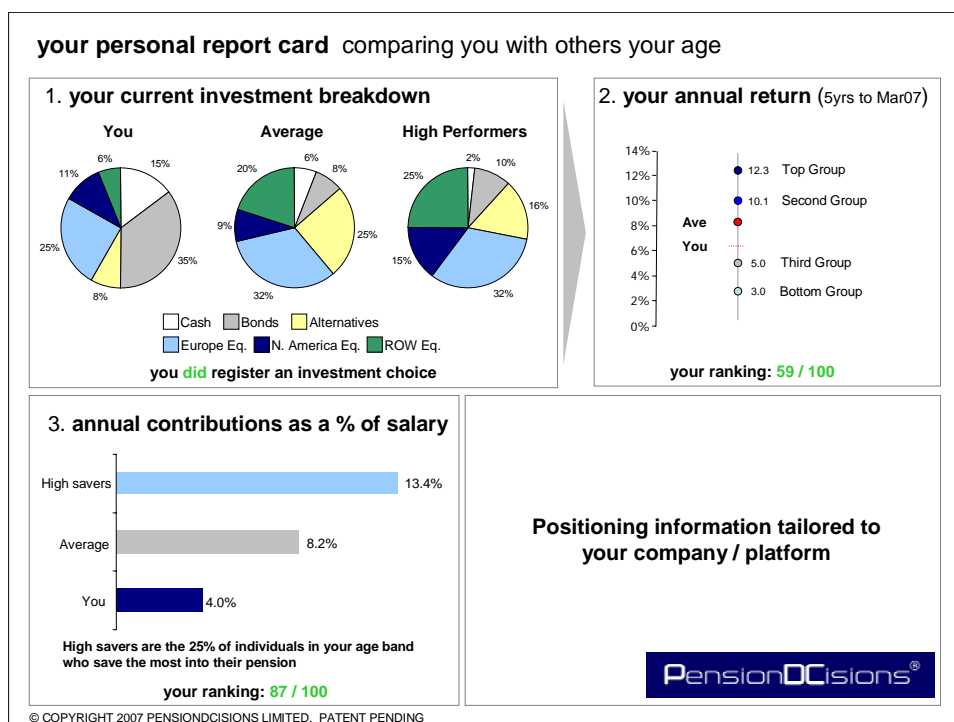 your personal report card comparing you with others your age
1. your current investment breakdown
You
Average
High Performers
6%
15%
11%
25%
35%
8%
6%
8%
20%
9%
25%
32%
2%
10%
25%
16%
15%
32%
Cash Bonds Alternatives
Europe Eq. N. America Eq. ROW Eq.
you did register an investment choice
2. your annual return (5yrs to Mar07)
14%
12%
10%
8%
6%
4%
2%
0%
Ave
You
12.3 Top Group
10.1 Second Group
5.0 Third Group
3.0 Bottom Group
your ranking: 59 / 100
3. annual contributions as a % of salary
High savers 13.4%
Average 8.2%
You 4.0%
High savers are the 25% of individuals in your age band
who save the most into their pension
your ranking: 87 / 100
Positioning information tailored to
your company / platform
PensionDCisions®
© COPYRIGHT 2007 PENSIONDCISIONS LIMITED. PATENT PENDING